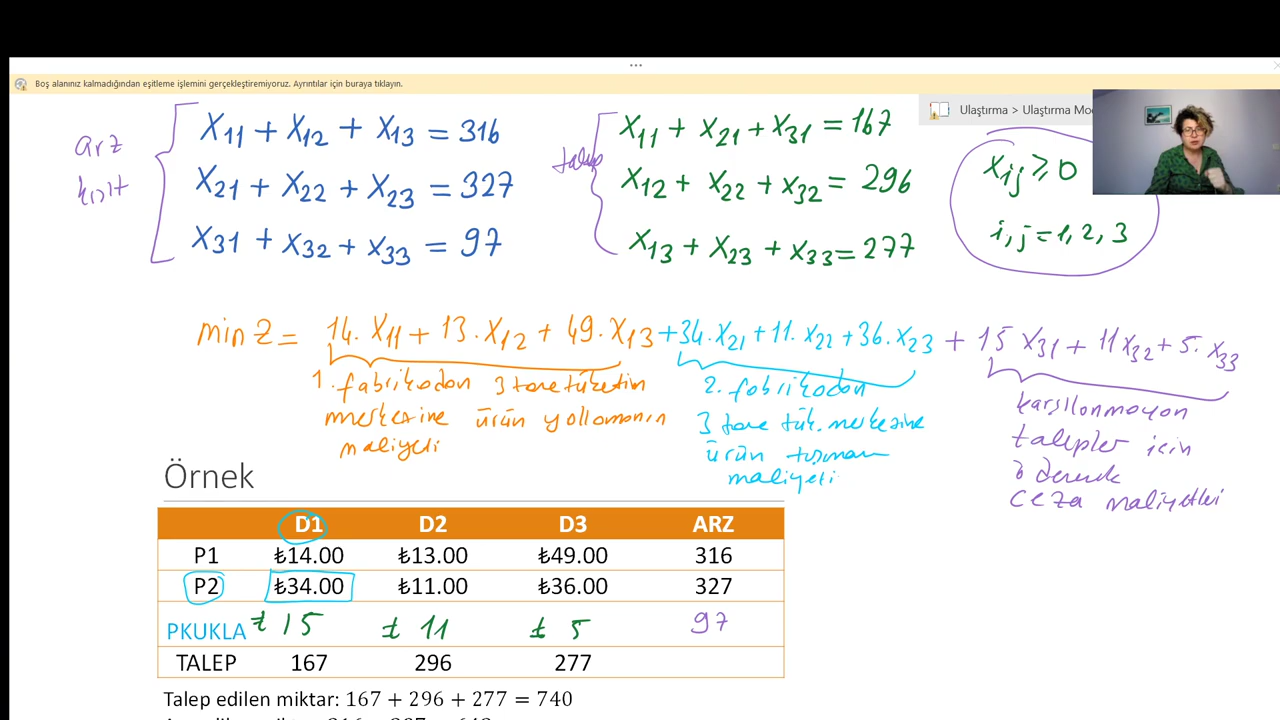 Boş alanınız kalmadığından eşitleme işlemini gerçekleştiremiyoruz. Ayrıntılar için buraya tıklayın.
Ulaştırma > Ulaştırma Mo
arz
kısıt
X11 + X12 + X13 = 316
X21 + X22 + X23 = 327
X31 + X32 + X33 = 97
talep
X11 + X21 + X31 = 167
X12 + X22 + X32 = 296
X13 + X23 + X33 = 277
Xij ≥ 0
i, j = 1, 2, 3
min Z = 14. X11 + 13. X12 + 49. X13 + 34. X21 + 11. X22 + 36. X23 + 15 X31 + 11 X32 + 5. X33
1. fabrikadan 3 tane tüketim
merkezine ürün yollamanın
maliyeti
2. fabrikadan
3 tane tük. merkezine
ürün taşıman
maliyeti
karşılanmayan
talepler için
ödenecek
ceza maliyetleri
Örnek
D1 D2 D3 ARZ
P1 ₺14.00 ₺13.00 ₺49.00 316
P2 ₺34.00 ₺11.00 ₺36.00 327
PKUKLA ₺ 15 ₺ 11 ₺ 5 97
TALEP 167 296 277
Talep edilen miktar: 167 + 296 + 277 = 740